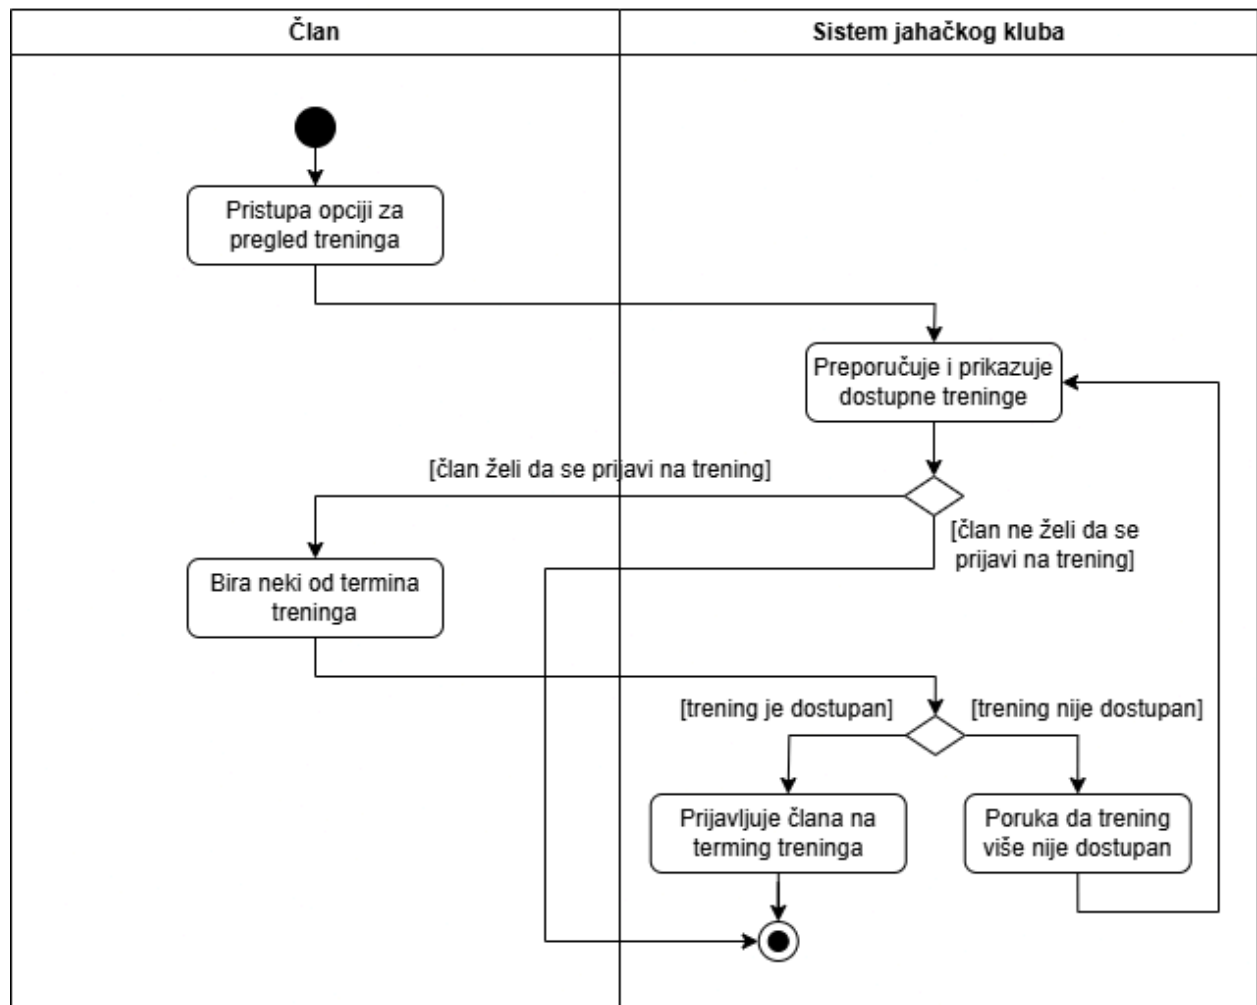 Član
Sistem jahačkog kluba
Pristupa opciji za
pregled treninga
Preporučuje i prikazuje
dostupne treninge
[član želi da se prijavi na trening]
[član ne želi da se
prijavi na trening]
Bira neki od termina
treninga
[trening je dostupan]
[trening nije dostupan]
Prijavljuje člana na
terming treninga
Poruka da trening
više nije dostupan